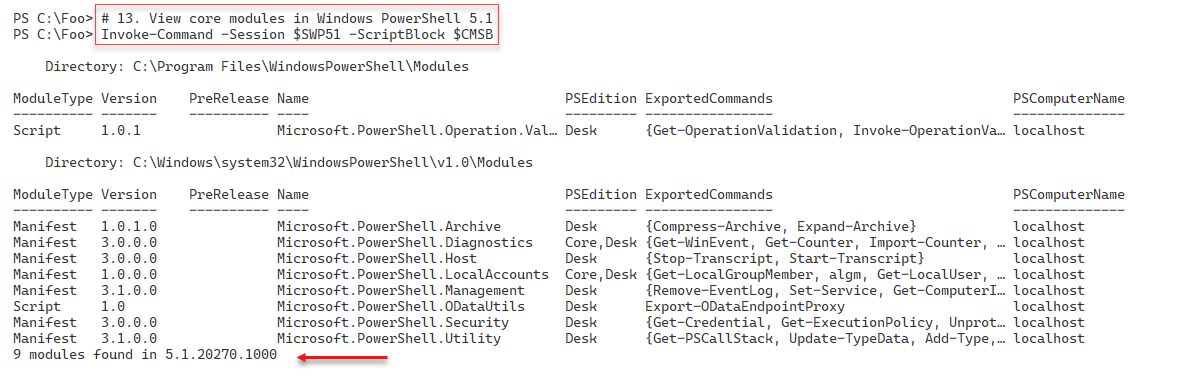 PS C:\Foo> # 13. View core modules in Windows PowerShell 5.1
PS C:\Foo> Invoke-Command -Session $SWP51 -ScriptBlock $CMSB
Directory: C:\Program Files\WindowsPowerShell\Modules
ModuleType Version PreRelease Name PSEdition ExportedCommands PSComputerName
---------- ------- ---------- ---- --------- ---------------- --------------
Script 1.0.1 Microsoft.PowerShell.Operation.Val… Desk {Get-OperationValidation, Invoke-OperationVa… localhost
Directory: C:\Windows\system32\WindowsPowerShell\v1.0\Modules
ModuleType Version PreRelease Name PSEdition ExportedCommands PSComputerName
---------- ------- ---------- ---- --------- ---------------- --------------
Manifest 1.0.1.0 Microsoft.PowerShell.Archive Desk {Compress-Archive, Expand-Archive} localhost
Manifest 3.0.0.0 Microsoft.PowerShell.Diagnostics Core,Desk {Get-WinEvent, Get-Counter, Import-Counter, … localhost
Manifest 3.0.0.0 Microsoft.PowerShell.Host Desk {Stop-Transcript, Start-Transcript} localhost
Manifest 1.0.0.0 Microsoft.PowerShell.LocalAccounts Core,Desk {Get-LocalGroupMember, algm, Get-LocalUser, … localhost
Manifest 3.1.0.0 Microsoft.PowerShell.Management Desk {Remove-EventLog, Set-Service, Get-ComputerI… localhost
Script 1.0 Microsoft.PowerShell.ODataUtils Desk Export-ODataEndpointProxy localhost
Manifest 3.0.0.0 Microsoft.PowerShell.Security Desk {Get-Credential, Get-ExecutionPolicy, Unprot… localhost
Manifest 3.1.0.0 Microsoft.PowerShell.Utility Desk {Get-PSCallStack, Update-TypeData, Add-Type,… localhost
9 modules found in 5.1.20270.1000